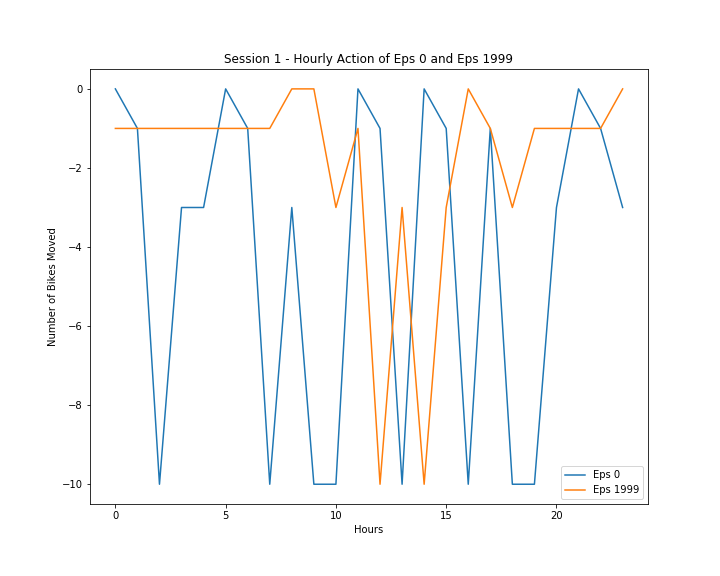 Session 1 - Hourly Action of Eps 0 and Eps 1999
Number of Bikes Moved
0
−2
−4
−6
−8
−10
0 5 10 15 20
Hours
Eps 0
Eps 1999